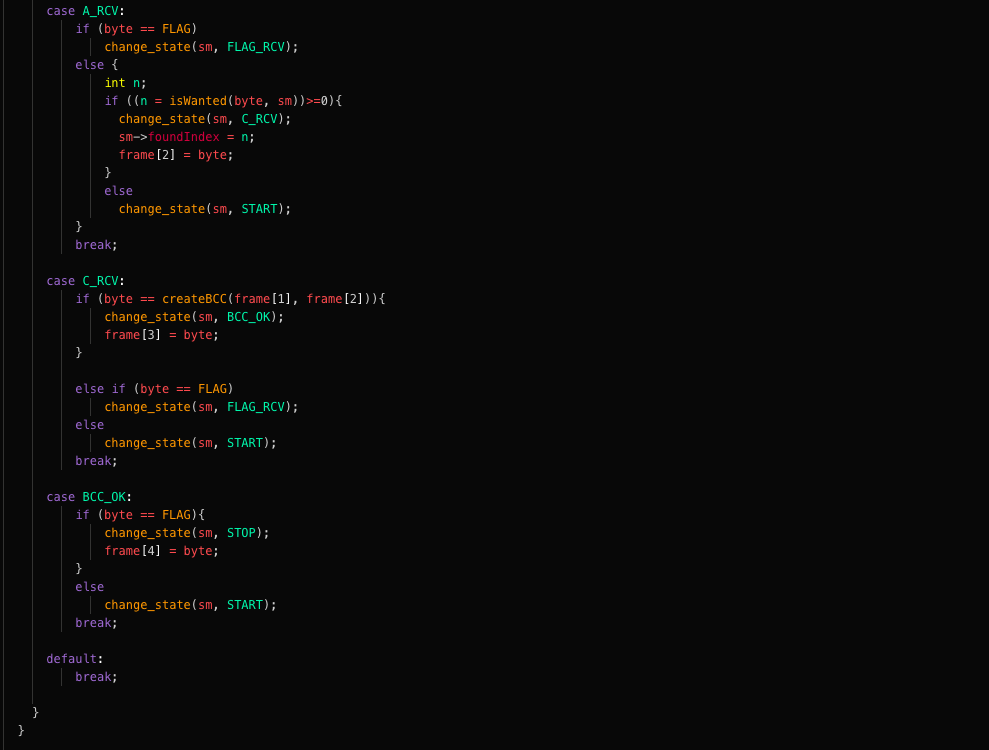 case A_RCV:
if (byte == FLAG)
change_state(sm, FLAG_RCV);
else {
int n;
if ((n = isWanted(byte, sm))>=0){
change_state(sm, C_RCV);
sm->foundIndex = n;
frame[2] = byte;
}
else
change_state(sm, START);
}
break;
case C_RCV:
if (byte == createBCC(frame[1], frame[2])){
change_state(sm, BCC_OK);
frame[3] = byte;
}
else if (byte == FLAG)
change_state(sm, FLAG_RCV);
else
change_state(sm, START);
break;
case BCC_OK:
if (byte == FLAG){
change_state(sm, STOP);
frame[4] = byte;
}
else
change_state(sm, START);
break;
default:
break;
}
}